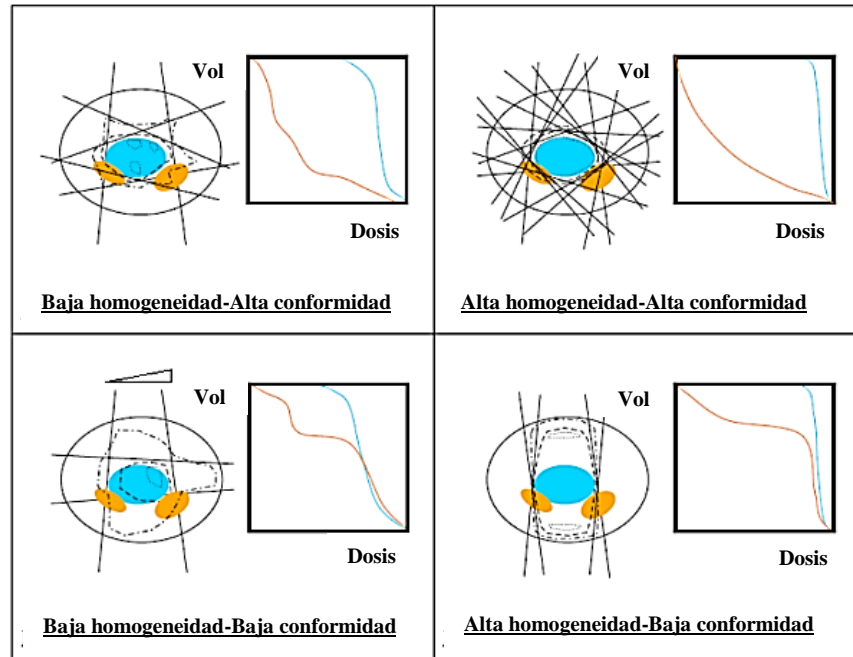 Vol
Dosis
Baja homogeneidad-Alta conformidad
Vol
Dosis
Alta homogeneidad-Alta conformidad
Vol
Dosis
Baja homogeneidad-Baja conformidad
Vol
Dosis
Alta homogeneidad-Baja conformidad